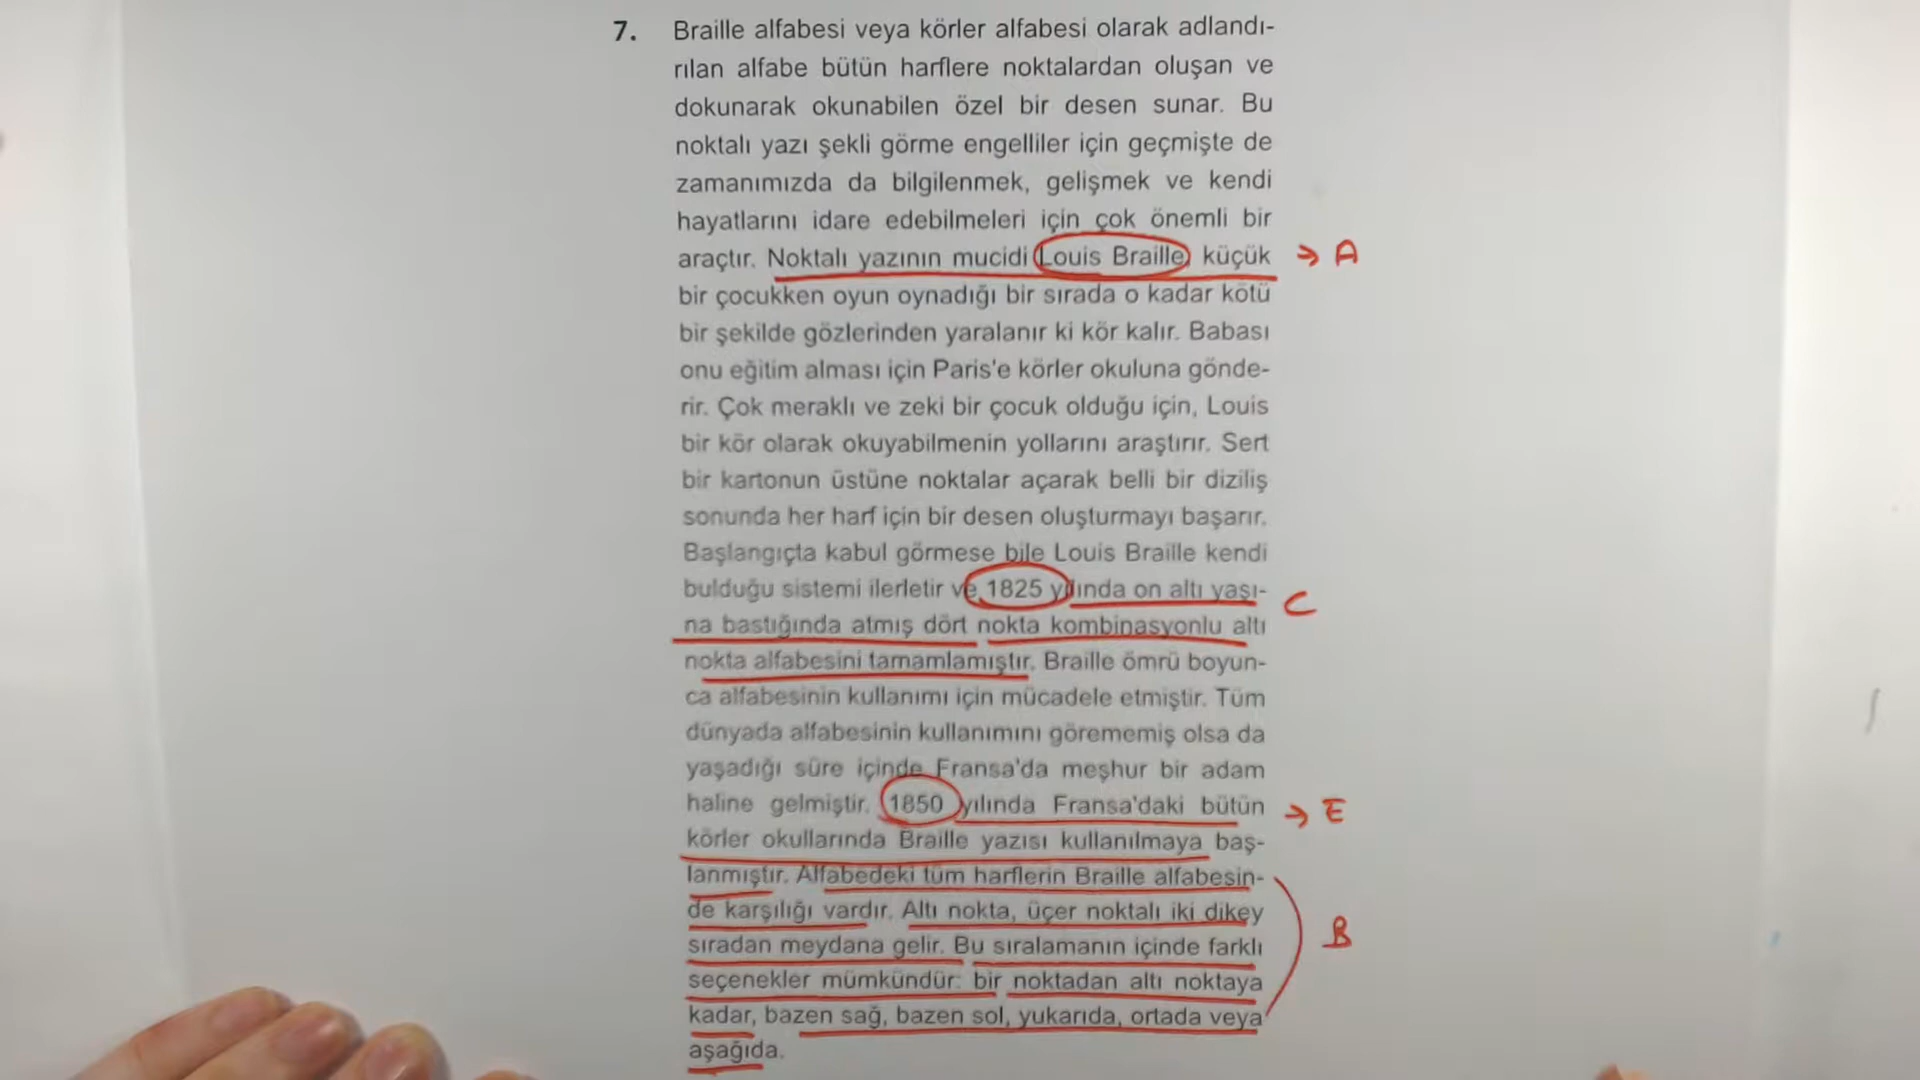 7. Braille alfabesi veya körler alfabesi olarak adlandı-
rılan alfabe bütün harflere noktalardan oluşan ve
dokunarak okunabilen özel bir desen sunar. Bu
noktalı yazı şekli görme engelliler için geçmişte de
zamanımızda da bilgilenmek, gelişmek ve kendi
hayatlarını idare edebilmeleri için çok önemli bir
araçtır. Noktalı yazının mucidi Louis Braille küçük → A
bir çocukken oyun oynadığı bir sırada o kadar kötü
bir şekilde gözlerinden yaralanır ki kör kalır. Babası
onu eğitim alması için Paris'e körler okuluna gönde-
rir. Çok meraklı ve zeki bir çocuk olduğu için, Louis
bir kör olarak okuyabilmenin yollarını araştırır. Sert
bir kartonun üstüne noktalar açarak belli bir diziliş
sonunda her harf için bir desen oluşturmayı başarır.
Başlangıçta kabul görmese bile Louis Braille kendi
bulduğu sistemi ilerletir ve 1825 yılında on altı yaşı- C
na bastığında atmış dört nokta kombinasyonlu altı
nokta alfabesini tamamlamıştır. Braille ömrü boyun-
ca alfabesinin kullanımı için mücadele etmiştir. Tüm
dünyada alfabesinin kullanımını görememiş olsa da
yaşadığı süre içinde Fransa'da meşhur bir adam
haline gelmiştir. 1850 yılında Fransa'daki bütün → E
körler okullarında Braille yazısı kullanılmaya baş-
lanmıştır. Alfabedeki tüm harflerin Braille alfabesin-
de karşılığı vardır. Altı nokta, üçer noktalı iki dikey B
sıradan meydana gelir. Bu sıralamanın içinde farklı
seçenekler mümkündür: bir noktadan altı noktaya
kadar, bazen sağ, bazen sol, yukarıda, ortada veya
aşağıda.